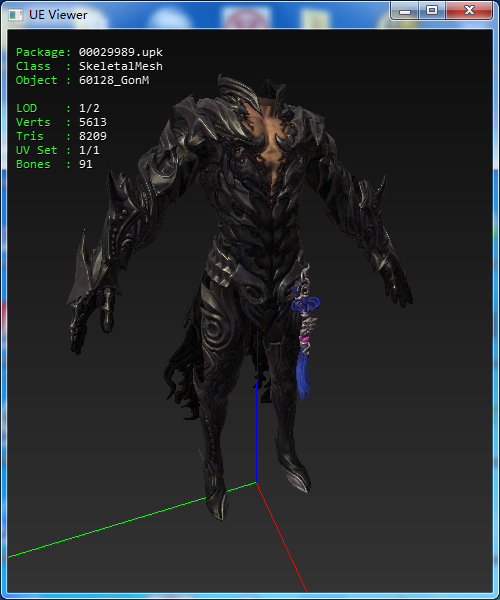 UE Viewer
Package: 00029989.upk
Class : SkeletalMesh
Object : 60128_GonM
LOD : 1/2
Verts : 5613
Tris : 8209
UV Set : 1/1
Bones : 91